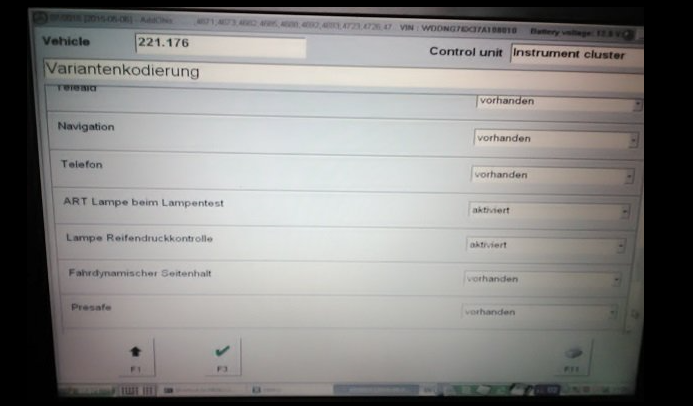 Vehicle 221.176
Control unit Instrument cluster
Variantenkodierung
Teleaid vorhanden
Navigation vorhanden
Telefon vorhanden
ART Lampe beim Lampentest aktiviert
Lampe Reifendruckkontrolle aktiviert
Fahrdynamischer Seitenhalt vorhanden
Presafe vorhanden
F1 F3 F11